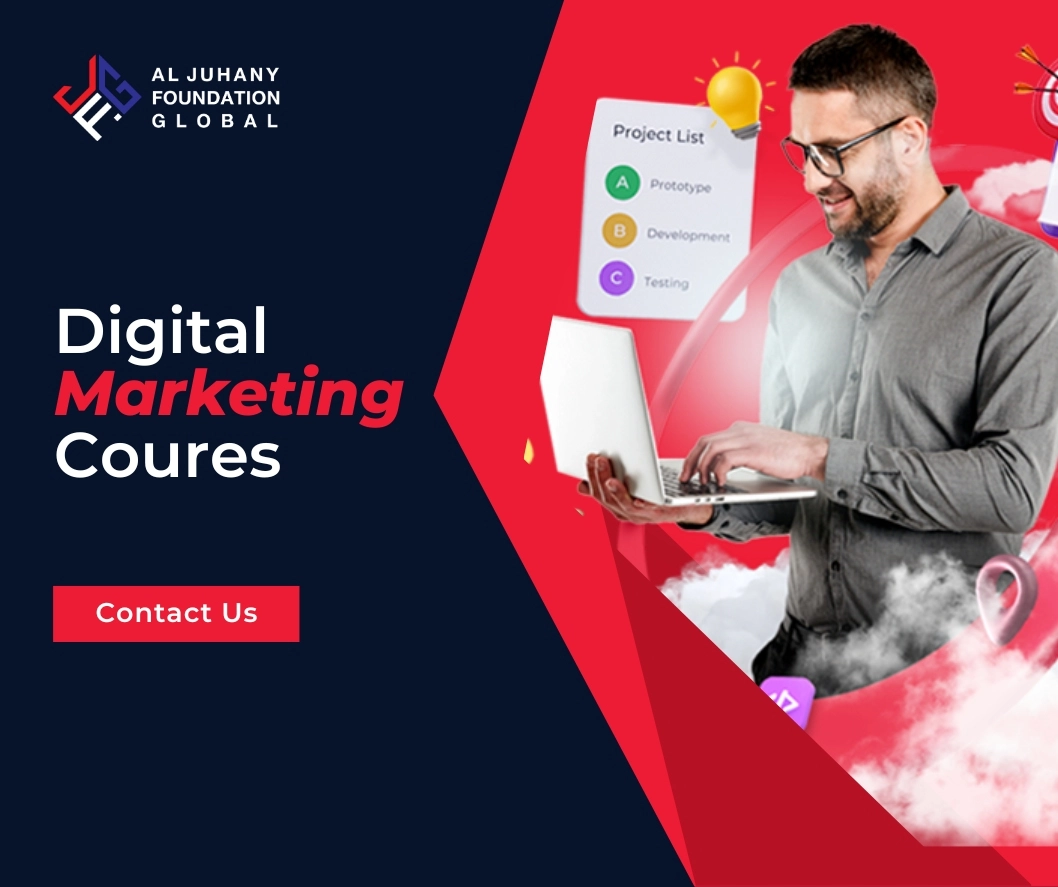 AL JUHANY
FOUNDATION
GLOBAL
Project List
A Prototype
B Development
C Testing
Digital
Marketing
Coures
Contact Us